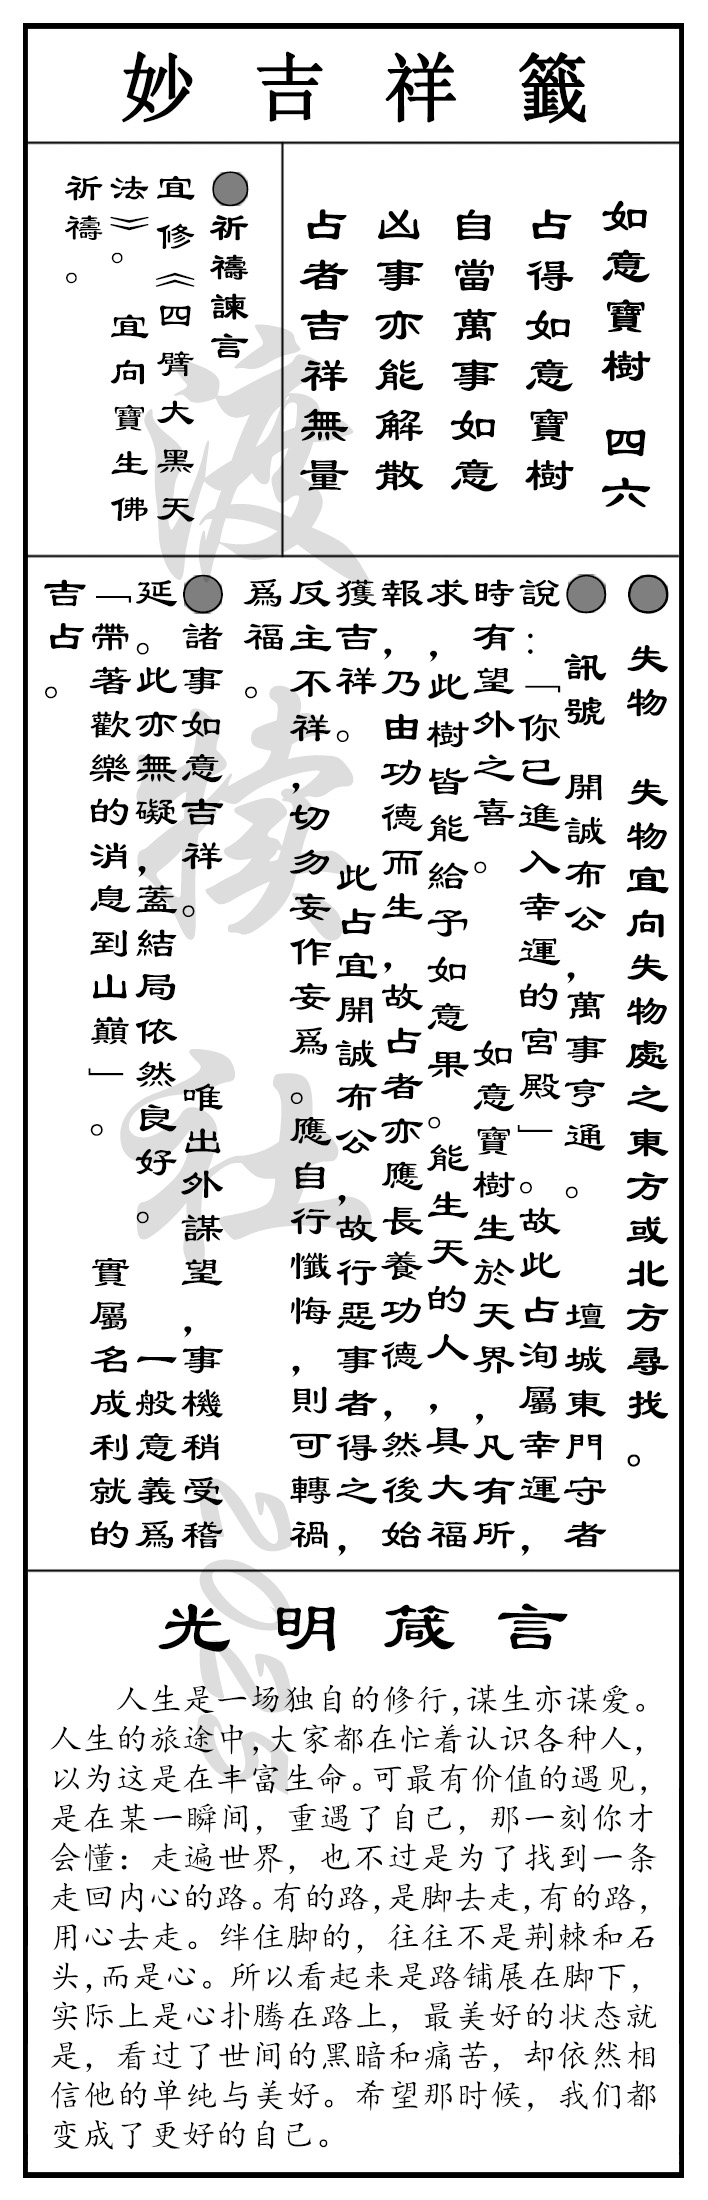 妙吉祥籤
如意寶樹 四六
占得如意寶樹
自當萬事如意
凶事亦能解散
占者吉祥無量
●祈禱諫言
宜修《四臂大黑天
法》。 宜向寶生佛
祈禱。
● 失物 失物宜向失物處之東方或北方尋找。
● 訊號 開誠布公,萬事亨通。 壇城東門守者
說:「你已進入幸運的宮殿」。故此占洵屬幸運,
時有望外之喜。 如意寶樹生於天界,凡有所
求,此樹皆能給予如意果。能生天的人,具大福
報,乃由功德而生,故占者亦應長養功德,然後始
獲吉祥。 此占宜開誠布公,故行惡事者得之,
反主不祥,切勿妄作妄爲。應自行懺悔,則可轉禍
爲福。
●諸事如意吉祥。 唯出外謀望,事機稍受稽
延。此亦無礙,蓋結局依然良好。 一般意義爲
「帶著歡樂的消息到山巔」。 實屬名成利就的
吉占。
光明箴言
人生是一场独自的修行,谋生亦谋爱。
人生的旅途中,大家都在忙着认识各种人,
以为这是在丰富生命。可最有价值的遇见,
是在某一瞬间，重遇了自己，那一刻你才
会懂：走遍世界，也不过是为了找到一条
走回内心的路。有的路,是脚去走,有的路,
用心去走。绊住脚的，往往不是荆棘和石
头,而是心。所以看起来是路铺展在脚下,
实际上是心扑腾在路上，最美好的状态就
是，看过了世间的黑暗和痛苦，却依然相
信他的单纯与美好。希望那时候，我们都
变成了更好的自己。
渡
社
2025